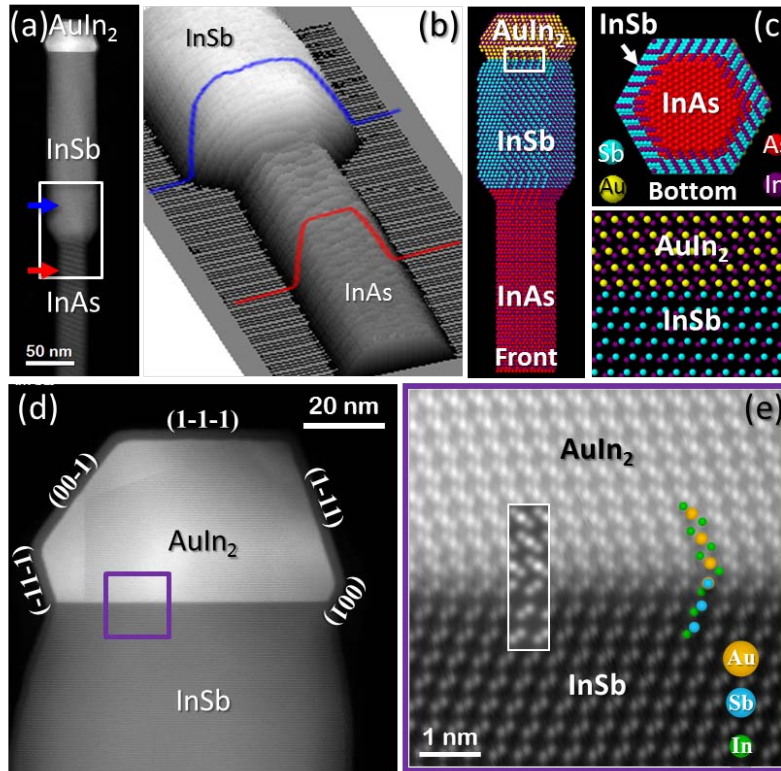 (a)
AuIn₂
InSb
InAs
50 nm
InSb
(b)
InAs
AuIn₂
InSb
InAs
Front
(c)
InSb
InAs
Sb
Au
In
Bottom
AuIn₂
InSb
(d)
(1-1-1)
20 nm
(00-1)
(1-11)
AuIn₂
(-11-1)
(001)
InSb
(e)
AuIn₂
InSb
Au
Sb
In
1 nm